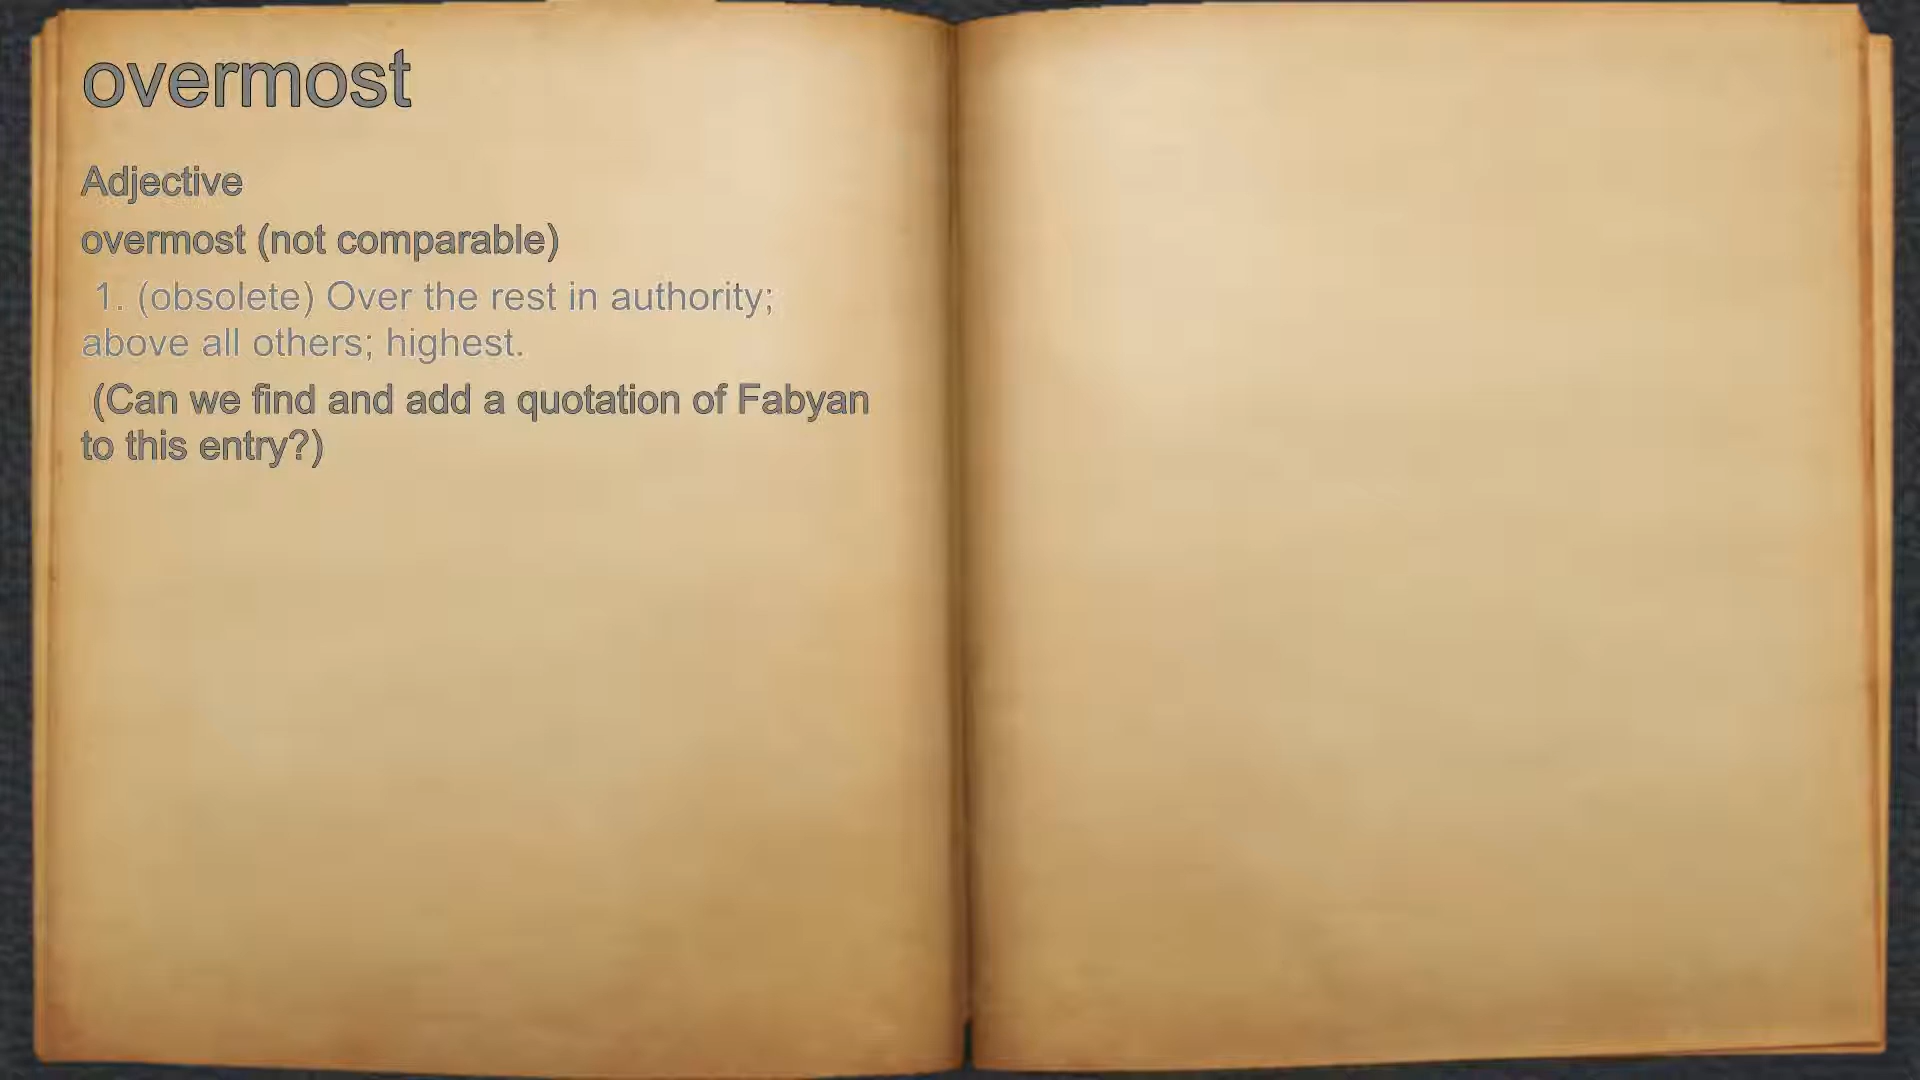 overmost
Adjective
overmost (not comparable)
1. (obsolete) Over the rest in authority;
above all others; highest.
(Can we find and add a quotation of Fabyan
to this entry?)